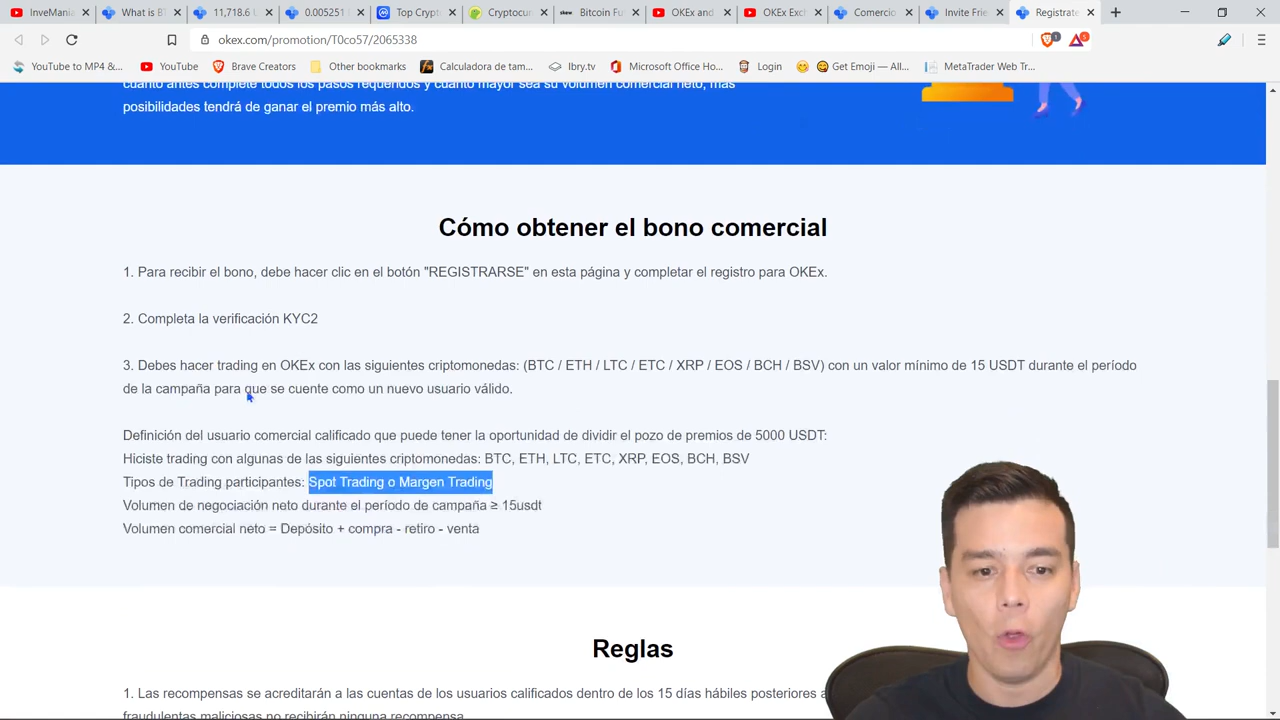 InveMania
What is B
11.718.6
0.005251
Top Crypt
Cryptocur
skew.
Bitcoin Fu
OKEx and
OKEx Exch
Comercio
Invite Frie
Registrate
okex.com/promotion/T0co57/2065338
1
5
YouTube to MP4 &...
YouTube
Brave Creators
Other bookmarks
Calculadora de tam...
lbry.tv
Microsoft Office Ho...
Login
Get Emoji — All...
MetaTrader Web Tr...
cuanto antes complete todos los pasos requeridos y cuanto mayor sea su volumen comercial neto, más
posibilidades tendrá de ganar el premio más alto.
Cómo obtener el bono comercial
1. Para recibir el bono, debe hacer clic en el botón "REGISTRARSE" en esta página y completar el registro para OKEx.
2. Completa la verificación KYC2
3. Debes hacer trading en OKEx con las siguientes criptomonedas: (BTC / ETH / LTC / ETC / XRP / EOS / BCH / BSV) con un valor mínimo de 15 USDT durante el período
de la campaña para que se cuente como un nuevo usuario válido.
Definición del usuario comercial calificado que puede tener la oportunidad de dividir el pozo de premios de 5000 USDT:
Hiciste trading con algunas de las siguientes criptomonedas: BTC, ETH, LTC, ETC, XRP, EOS, BCH, BSV
Tipos de Trading participantes: Spot Trading o Margen Trading
Volumen de negociación neto durante el período de campaña ≥ 15usdt
Volumen comercial neto = Depósito + compra - retiro - venta
Reglas
1. Las recompensas se acreditarán a las cuentas de los usuarios calificados dentro de los 15 días hábiles posteriores a
fraudulentas maliciosas no recibirán ninguna recompensa